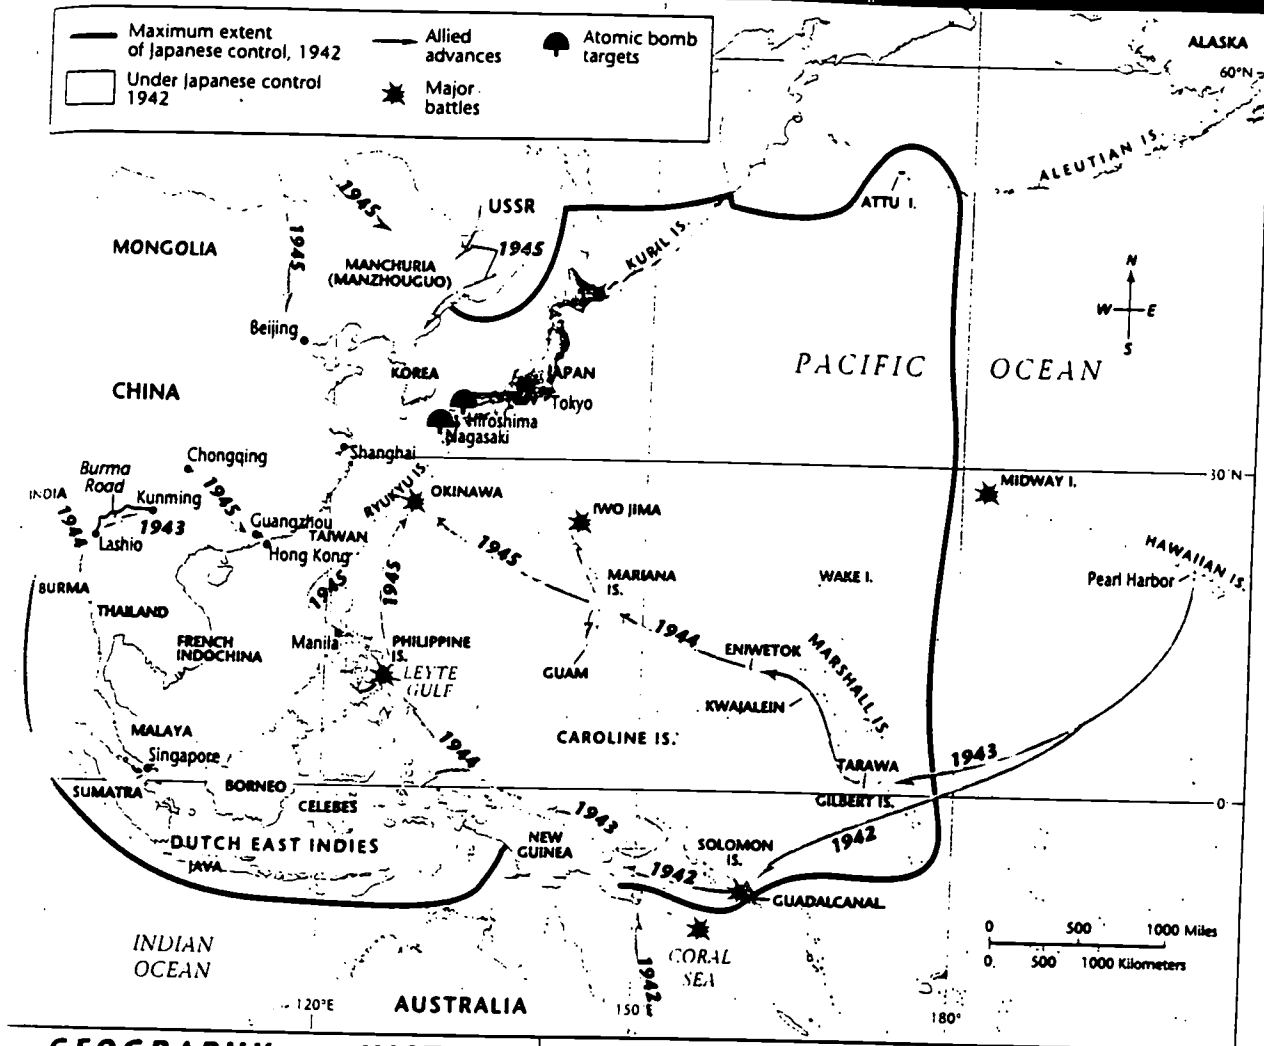 Maximum extent
of Japanese control, 1942
Under Japanese control
1942
Allied
advances
Major
battles
Atomic bomb
targets
ALASKA
60°N
ALEUTIAN IS.
ATTU I.
1945
USSR
MONGOLIA
1945
MANCHURIA
(MANZHOUGUO)
1945
KURIL IS.
N
W E
S
Beijing
KOREA
JAPAN
Tokyo
PACIFIC OCEAN
CHINA
Hiroshima
Nagasaki
Shanghai
Chongqing
Burma
Road
INDIA
Kunming
1945
1944
1943
Lashio
Guangzhou
Hong Kong
TAIWAN
RYUKYU IS.
OKINAWA
IWO JIMA
MIDWAY I.
30°N
HAWAIIAN IS.
Pearl Harbor
1945
1945
1945
MARIANA
IS.
WAKE I.
BURMA
THAILAND
FRENCH
INDOCHINA
Manila
PHILIPPINE
IS.
LEYTE
GULF
GUAM
1944
ENIWETOK
KWAJALEIN
MARSHALL IS.
MALAYA
Singapore
1944
CAROLINE IS.
TARAWA
GILBERT IS.
1943
0
SUMATRA
BORNEO
CELEBES
1943
DUTCH EAST INDIES
JAVA
NEW
GUINEA
SOLOMON
IS.
1942
1942
GUADALCANAL
CORAL
SEA
1942
INDIAN
OCEAN
AUSTRALIA
0 500 1000 Miles
0 500 1000 Kilometers
120°E
150°E
180°